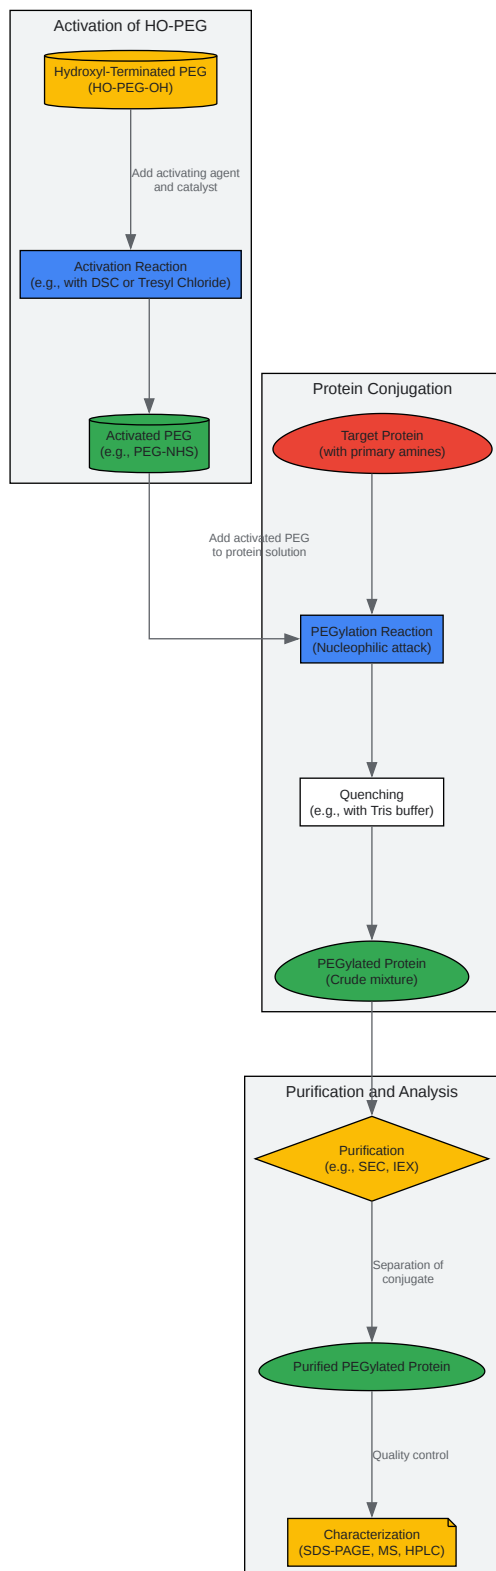 Activation of HO-PEG
Hydroxyl-Terminated PEG
(HO-PEG-OH)
Add activating agent
and catalyst
Activation Reaction
(e.g., with DSC or Tresyl Chloride)
Activated PEG
(e.g., PEG-NHS)
Protein Conjugation
Target Protein
(with primary amines)
Add activated PEG
to protein solution
PEGylation Reaction
(Nucleophilic attack)
Quenching
(e.g., with Tris buffer)
PEGylated Protein
(Crude mixture)
Purification and Analysis
Purification
(e.g., SEC, IEX)
Separation of
conjugate
Purified PEGylated Protein
Quality control
Characterization
(SDS-PAGE, MS, HPLC)